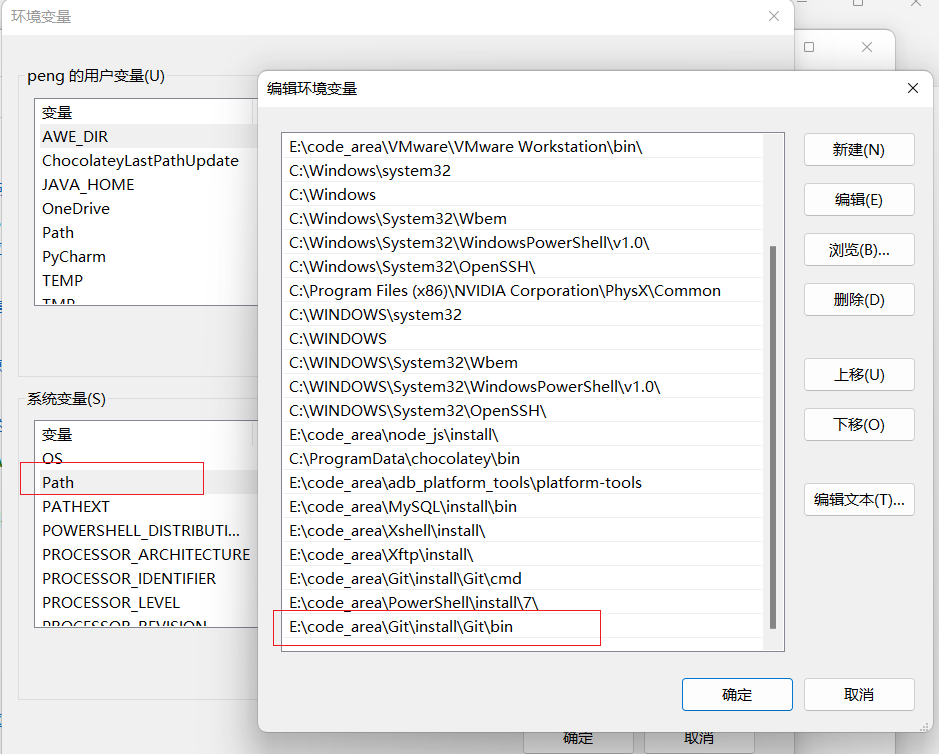 环境变量
peng 的用户变量(U)
变量
AWE_DIR
ChocolateyLastPathUpdate
JAVA_HOME
OneDrive
Path
PyCharm
TEMP
TMP
系统变量(S)
变量
OS
Path
PATHEXT
POWERSHELL_DISTRIBUTI...
PROCESSOR_ARCHITECTURE
PROCESSOR_IDENTIFIER
PROCESSOR_LEVEL
PROCESSOR_REVISION
编辑环境变量
E:\code_area\VMware\VMware Workstation\bin\
C:\Windows\system32
C:\Windows
C:\Windows\System32\Wbem
C:\Windows\System32\WindowsPowerShell\v1.0\
C:\Windows\System32\OpenSSH\
C:\Program Files (x86)\NVIDIA Corporation\PhysX\Common
C:\WINDOWS\system32
C:\WINDOWS
C:\WINDOWS\System32\Wbem
C:\WINDOWS\System32\WindowsPowerShell\v1.0\
C:\WINDOWS\System32\OpenSSH\
E:\code_area\node_js\install\
C:\ProgramData\chocolatey\bin
E:\code_area\adb_platform_tools\platform-tools
E:\code_area\MySQL\install\bin
E:\code_area\Xshell\install\
E:\code_area\Xftp\install\
E:\code_area\Git\install\Git\cmd
E:\code_area\PowerShell\install\7\
E:\code_area\Git\install\Git\bin
新建(N)
编辑(E)
浏览(B)...
删除(D)
上移(U)
下移(O)
编辑文本(T)...
确定
取消
确定
取消